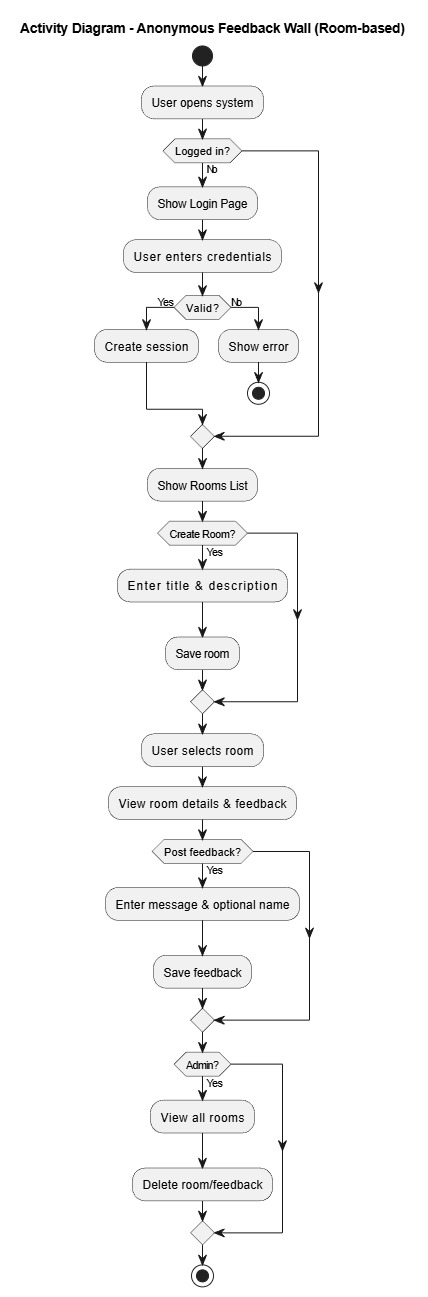 Activity Diagram - Anonymous Feedback Wall (Room-based)
User opens system
Logged in?
No
Show Login Page
User enters credentials
Yes
Valid?
No
Create session
Show error
Show Rooms List
Create Room?
Yes
Enter title & description
Save room
User selects room
View room details & feedback
Post feedback?
Yes
Enter message & optional name
Save feedback
Admin?
Yes
View all rooms
Delete room/feedback